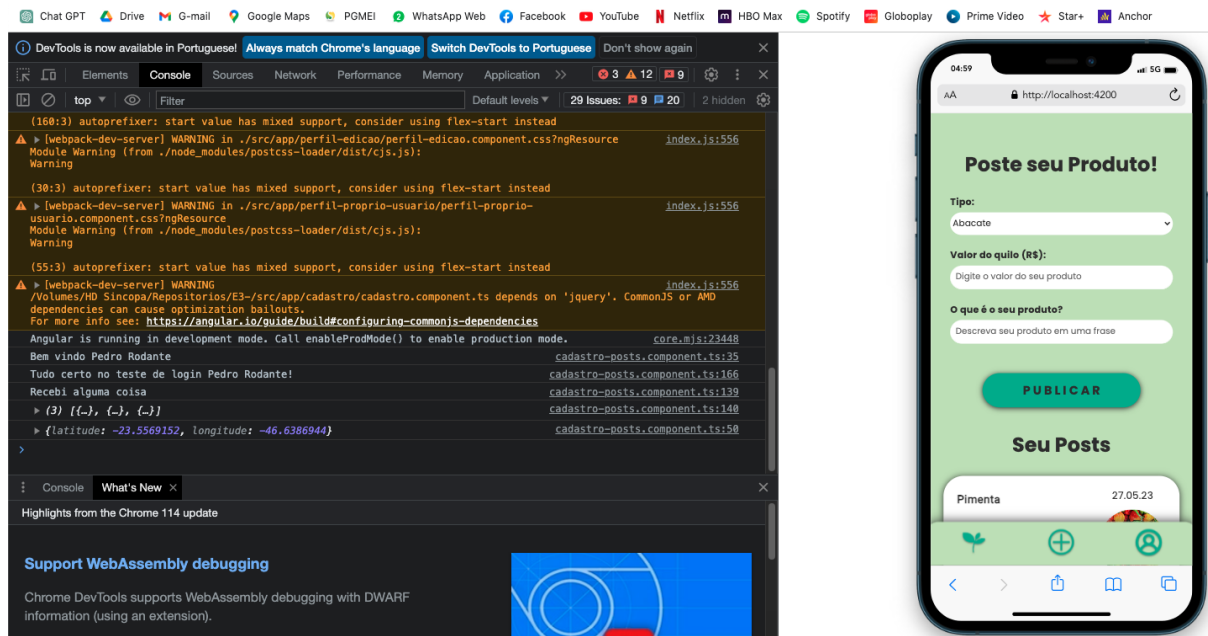 Chat GPT Drive G-mail Google Maps PGMEI WhatsApp Web Facebook YouTube Netflix HBO Max Spotify Globoplay Prime Video Star+ Anchor
DevTools is now available in Portuguese! Always match Chrome's language Switch DevTools to Portuguese Don't show again
Elements Console Sources Network Performance Memory Application 3 12 9
top Filter Default levels 29 Issues: 9 20 2 hidden
(160:3) autoprefixer: start value has mixed support, consider using flex-start instead
[webpack-dev-server] WARNING in ./src/app/perfil-edicao/perfil-edicao.component.css?ngResource index.js:556
Module Warning (from ./node_modules/postcss-loader/dist/cjs.js):
Warning
(30:3) autoprefixer: start value has mixed support, consider using flex-start instead
[webpack-dev-server] WARNING in ./src/app/perfil-proprio-usuario/perfil-proprio- index.js:556
usuario.component.css?ngResource
Module Warning (from ./node_modules/postcss-loader/dist/cjs.js):
Warning
(55:3) autoprefixer: start value has mixed support, consider using flex-start instead
[webpack-dev-server] WARNING index.js:556
/Volumes/HD Sincopa/Repositorios/E3-/src/app/cadastro/cadastro.component.ts depends on 'jquery'. CommonJS or AMD
dependencies can cause optimization bailouts.
For more info see: https://angular.io/guide/build#configuring-commonjs-dependencies
Angular is running in development mode. Call enableProdMode() to enable production mode. core.mjs:23448
Bem vindo Pedro Rodante cadastro-posts.component.ts:35
Tudo certo no teste de login Pedro Rodante! cadastro-posts.component.ts:166
Recebi alguma coisa cadastro-posts.component.ts:139
(3) [{…}, {…}, {…}] cadastro-posts.component.ts:140
{latitude: -23.5569152, longitude: -46.6386944} cadastro-posts.component.ts:50
Console What's New
Highlights from the Chrome 114 update
Support WebAssembly debugging
Chrome DevTools supports WebAssembly debugging with DWARF
information (using an extension).
04:59 5G
AA http://localhost:4200
Poste seu Produto!
Tipo:
Abacate
Valor do quilo (R$):
Digite o valor do seu produto
O que é o seu produto?
Descreva seu produto em uma frase
PUBLICAR
Seu Posts
Pimenta 27.05.23